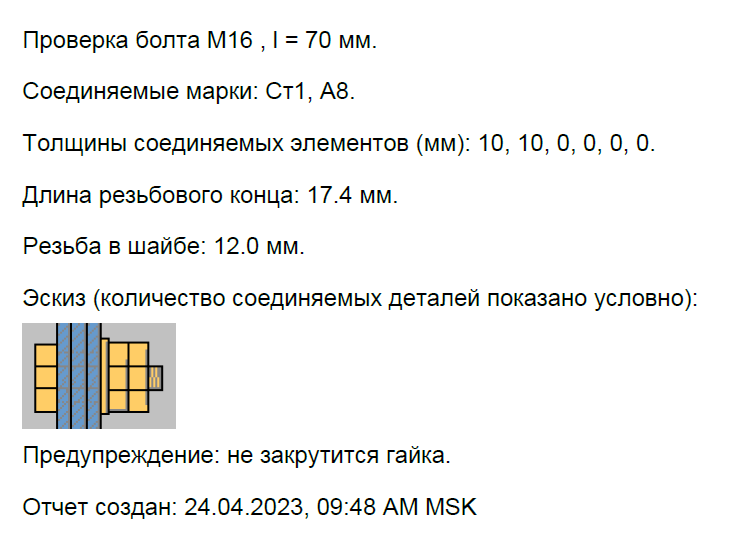 Проверка болта М16 , l = 70 мм.
Соединяемые марки: Ст1, А8.
Толщины соединяемых элементов (мм): 10, 10, 0, 0, 0, 0.
Длина резьбового конца: 17.4 мм.
Резьба в шайбе: 12.0 мм.
Эскиз (количество соединяемых деталей показано условно):
Предупреждение: не закрутится гайка.
Отчет создан: 24.04.2023, 09:48 AM MSK